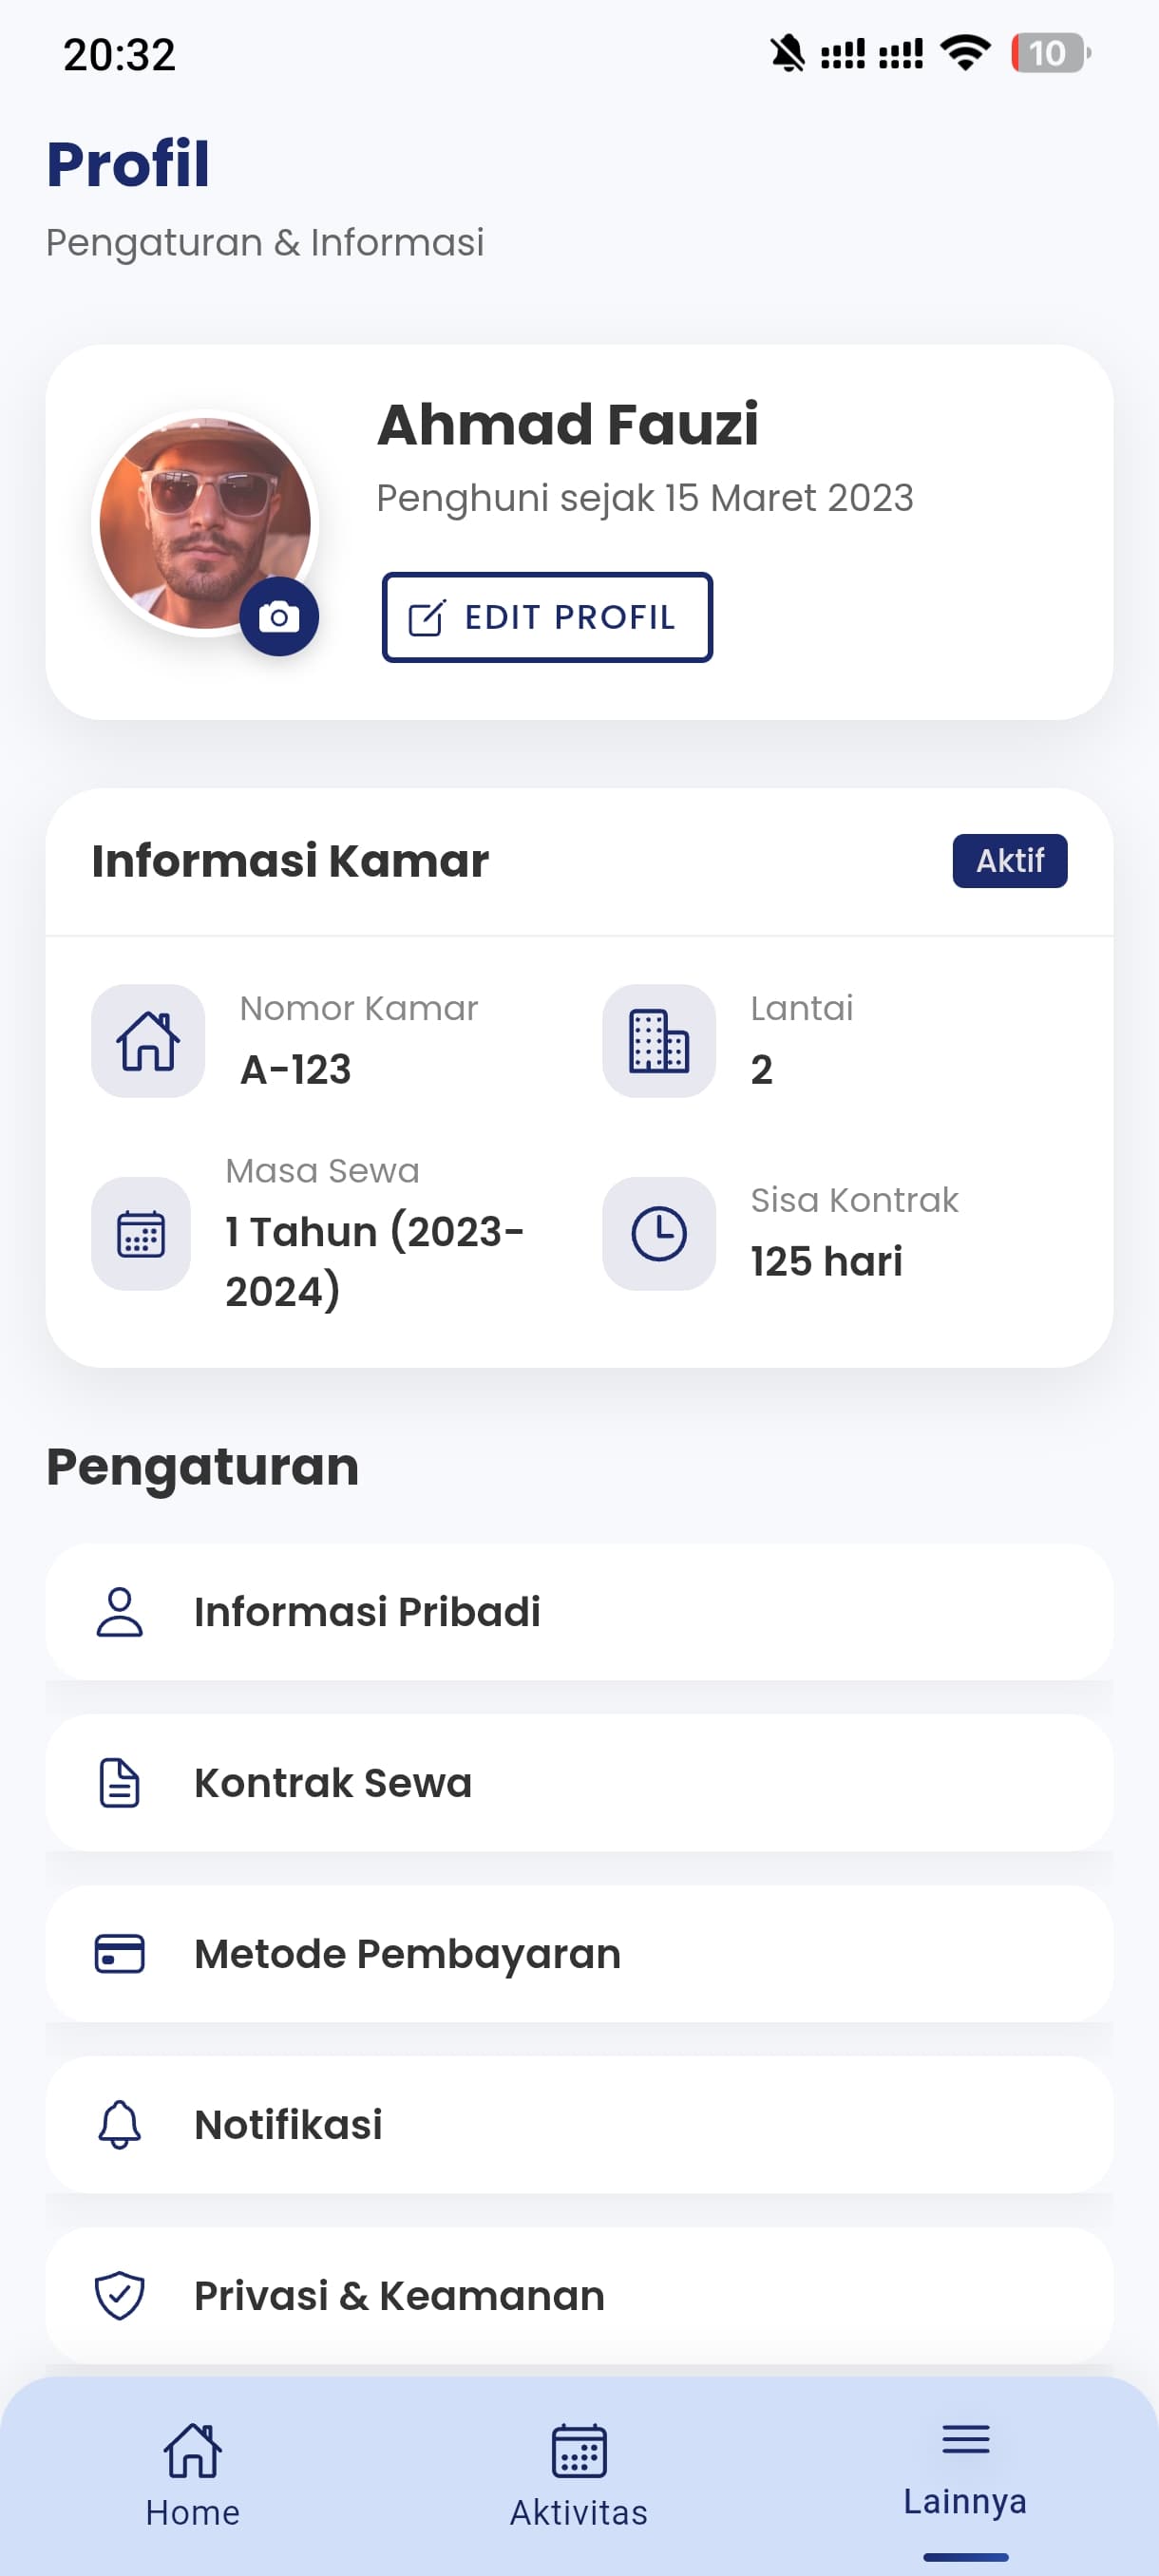 20:32
10
Profil
Pengaturan & Informasi
Ahmad Fauzi
Penghuni sejak 15 Maret 2023
EDIT PROFIL
Informasi Kamar
Aktif
Nomor Kamar
A-123
Lantai
2
Masa Sewa
1 Tahun (2023-
2024)
Sisa Kontrak
125 hari
Pengaturan
Informasi Pribadi
Kontrak Sewa
Metode Pembayaran
Notifikasi
Privasi & Keamanan
Home
Aktivitas
Lainnya